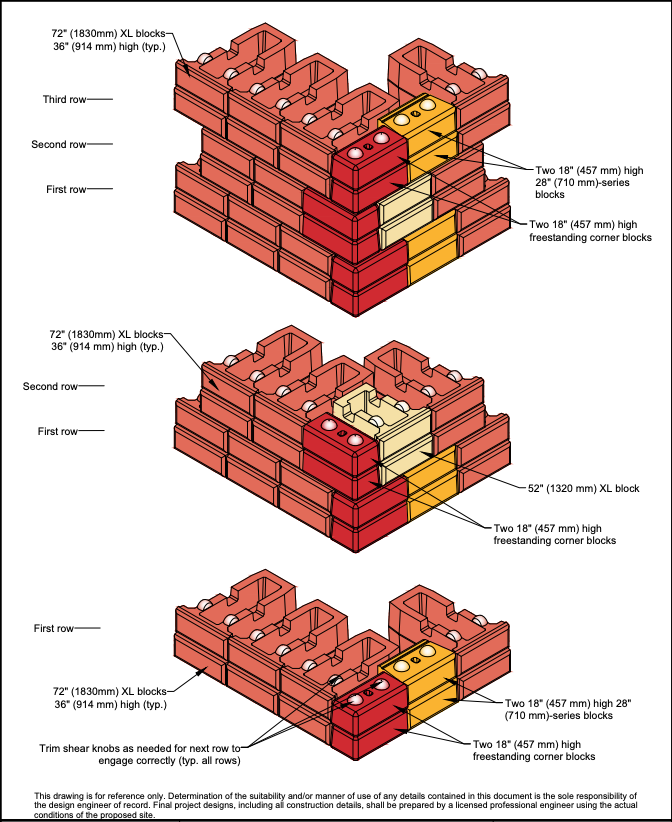 72" (1830mm) XL blocks
36" (914 mm) high (typ.)
Third row
Second row
First row
Two 18" (457 mm) high
28" (710 mm)-series
blocks
Two 18" (457 mm) high
freestanding corner blocks
72" (1830mm) XL blocks
36" (914 mm) high (typ.)
Second row
First row
52" (1320 mm) XL block
Two 18" (457 mm) high
freestanding corner blocks
First row
72" (1830mm) XL blocks
36" (914 mm) high (typ.)
Two 18" (457 mm) high 28"
(710 mm)-series blocks
Trim shear knobs as needed for next row to
engage correctly (typ. all rows)
Two 18" (457 mm) high
freestanding corner blocks
This drawing is for reference only. Determination of the suitability and/or manner of use of any details contained in this document is the sole responsibility of
the design engineer of record. Final project designs, including all construction details, shall be prepared by a licensed professional engineer using the actual
conditions of the proposed site.